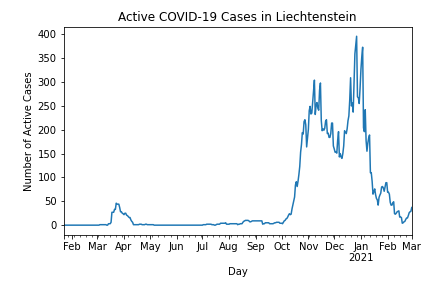 Active COVID-19 Cases in Liechtenstein
400
350
300
250
200
150
100
50
0
Number of Active Cases
Feb Mar Apr May Jun Jul Aug Sep Oct Nov Dec Jan Feb Mar
2021
Day